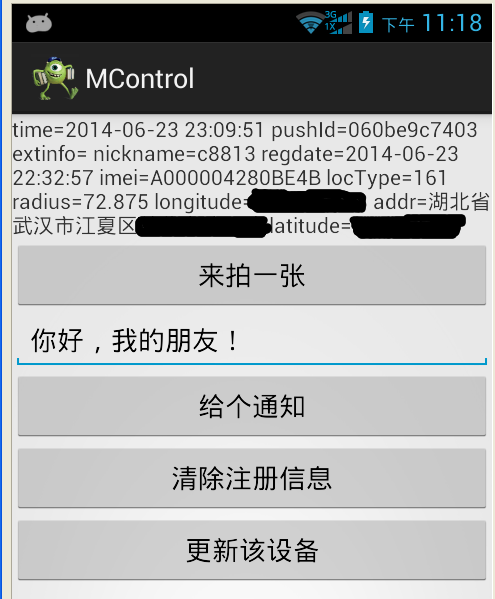 3G
1X
下午 11:18
MControl
time=2014-06-23 23:09:51 pushId=060be9c7403
extinfo= nickname=c8813 regdate=2014-06-23
22:32:57 imei=A000004280BE4B locType=161
radius=72.875 longitude= addr=湖北省
武汉市江夏区 latitude=
来拍一张
你好，我的朋友！
给个通知
清除注册信息
更新该设备